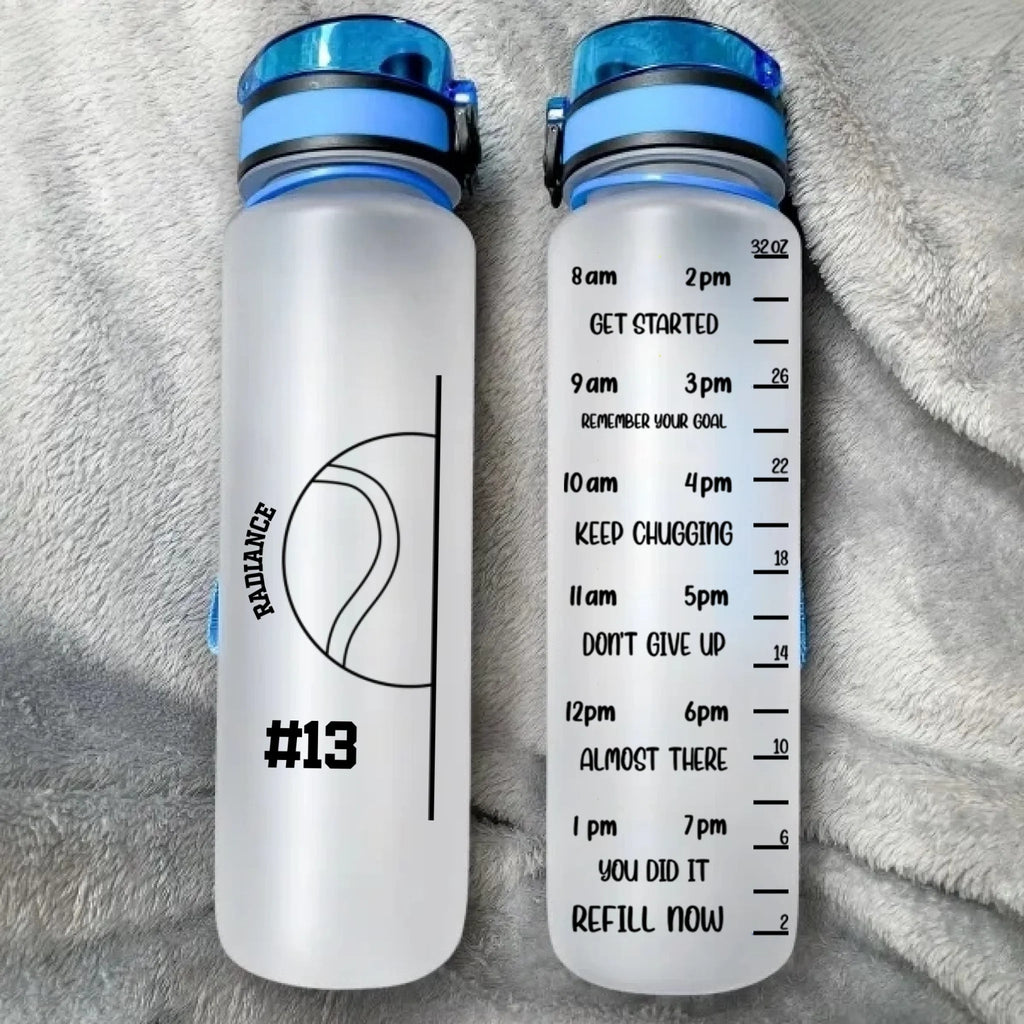 RADIANCE
#13
32 OZ
8 am 2 pm
GET STARTED
9 am 3 pm
26
REMEMBER YOUR GOAL
22
10 am 4 pm
KEEP CHUGGING
18
11 am 5pm
DON'T GIVE UP
14
12pm 6pm
ALMOST THERE
10
1 pm 7pm
6
YOU DID IT
REFILL NOW
2